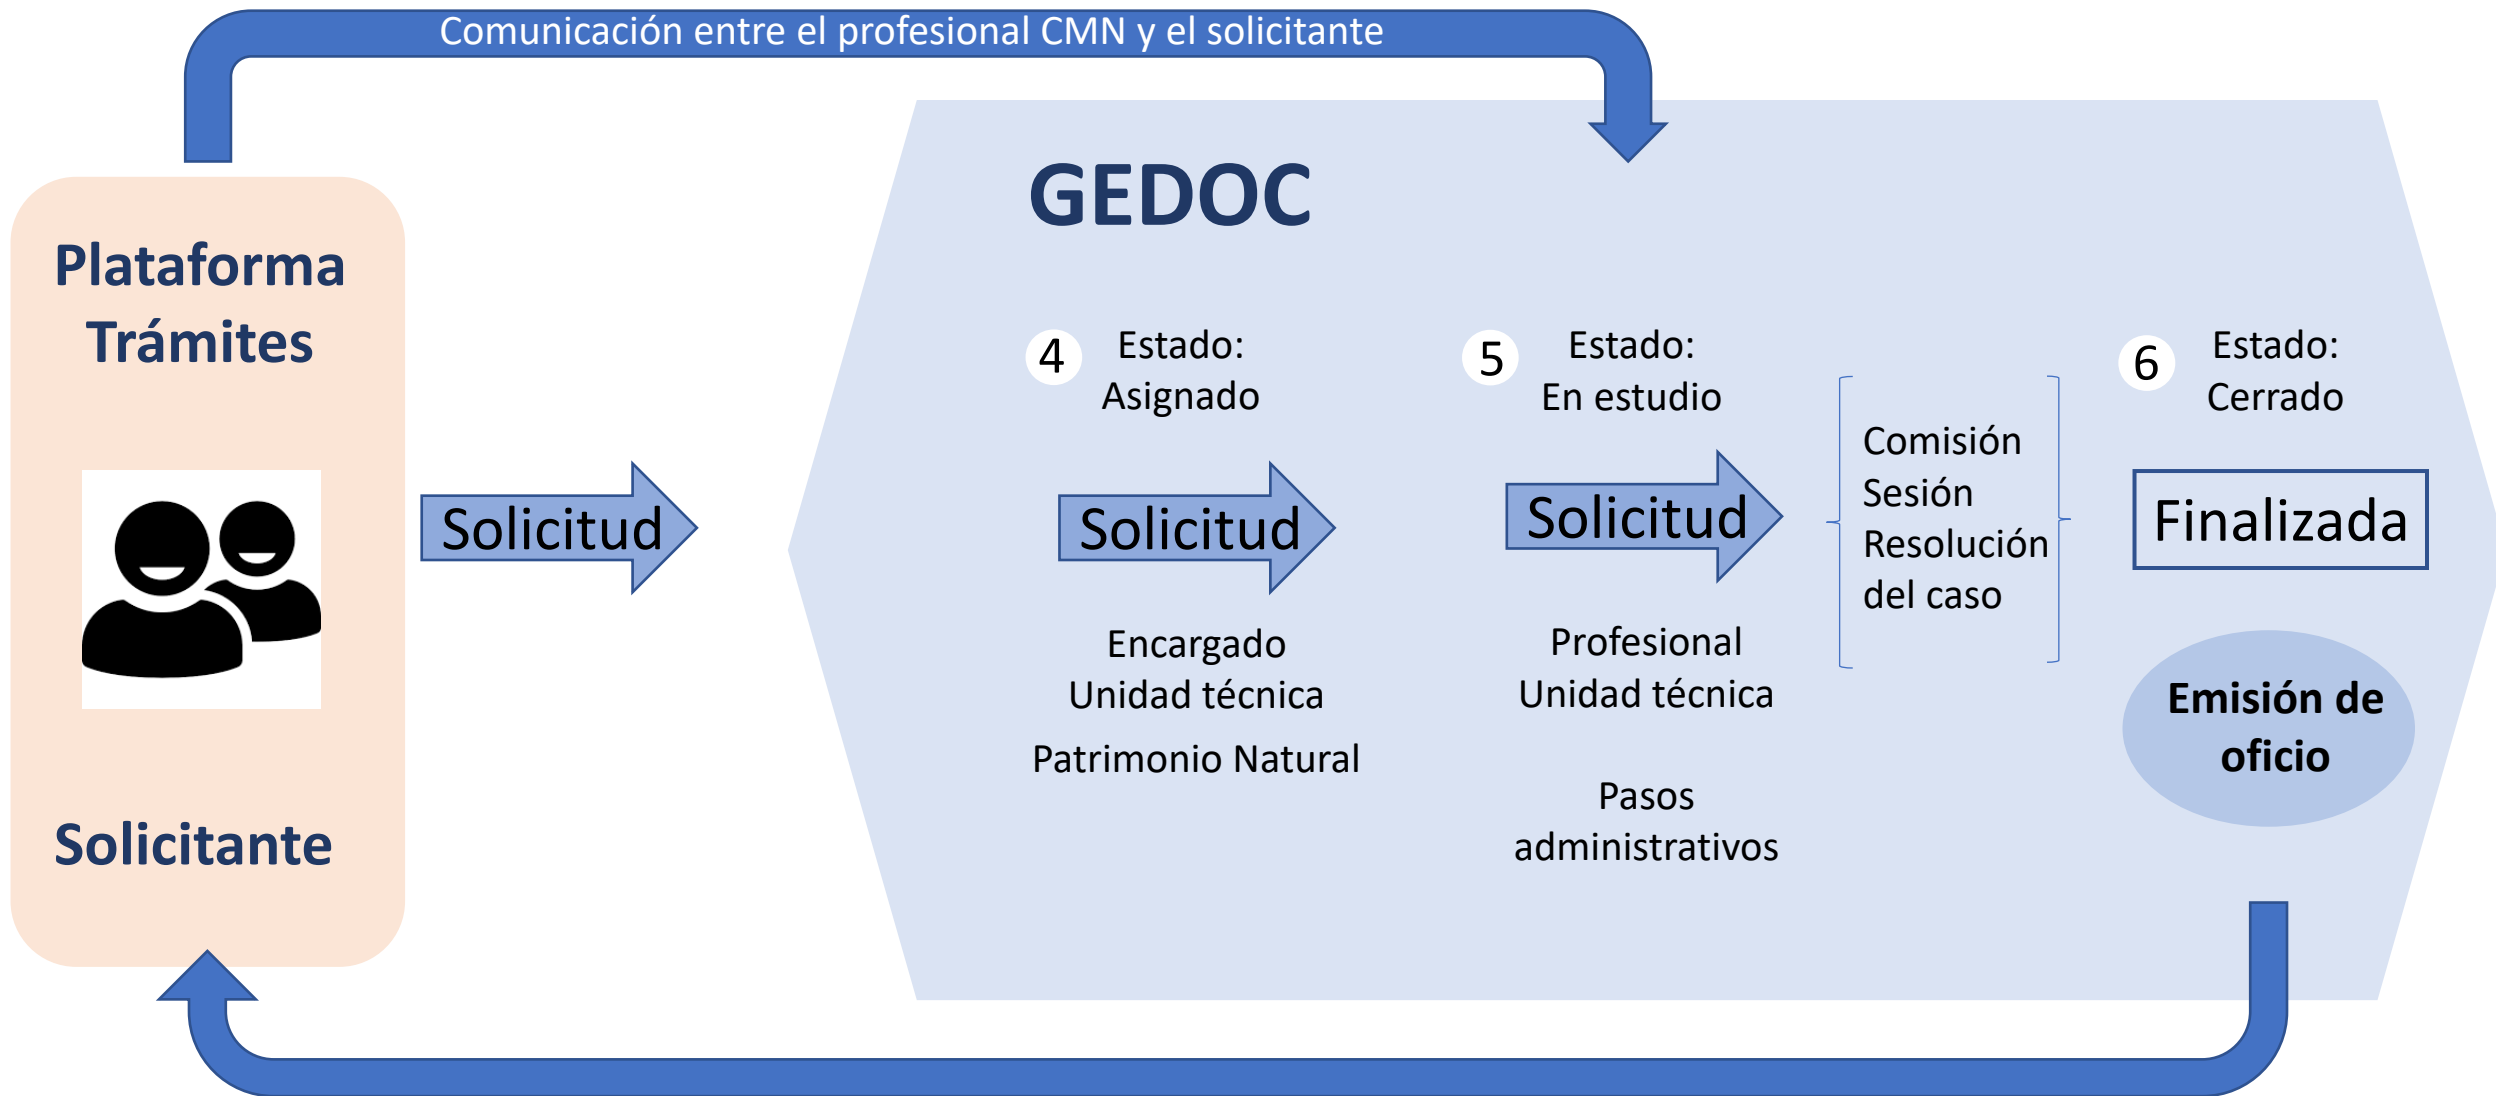 Comunicación entre el profesional CMN y el solicitante
Plataforma
Trámites
Solicitante
Solicitud
GEDOC
4
Estado:
Asignado
Solicitud
Encargado
Unidad técnica
Patrimonio Natural
5
Estado:
En estudio
Solicitud
Profesional
Unidad técnica
Pasos
administrativos
Comisión
Sesión
Resolución
del caso
6
Estado:
Cerrado
Finalizada
Emisión de
oficio